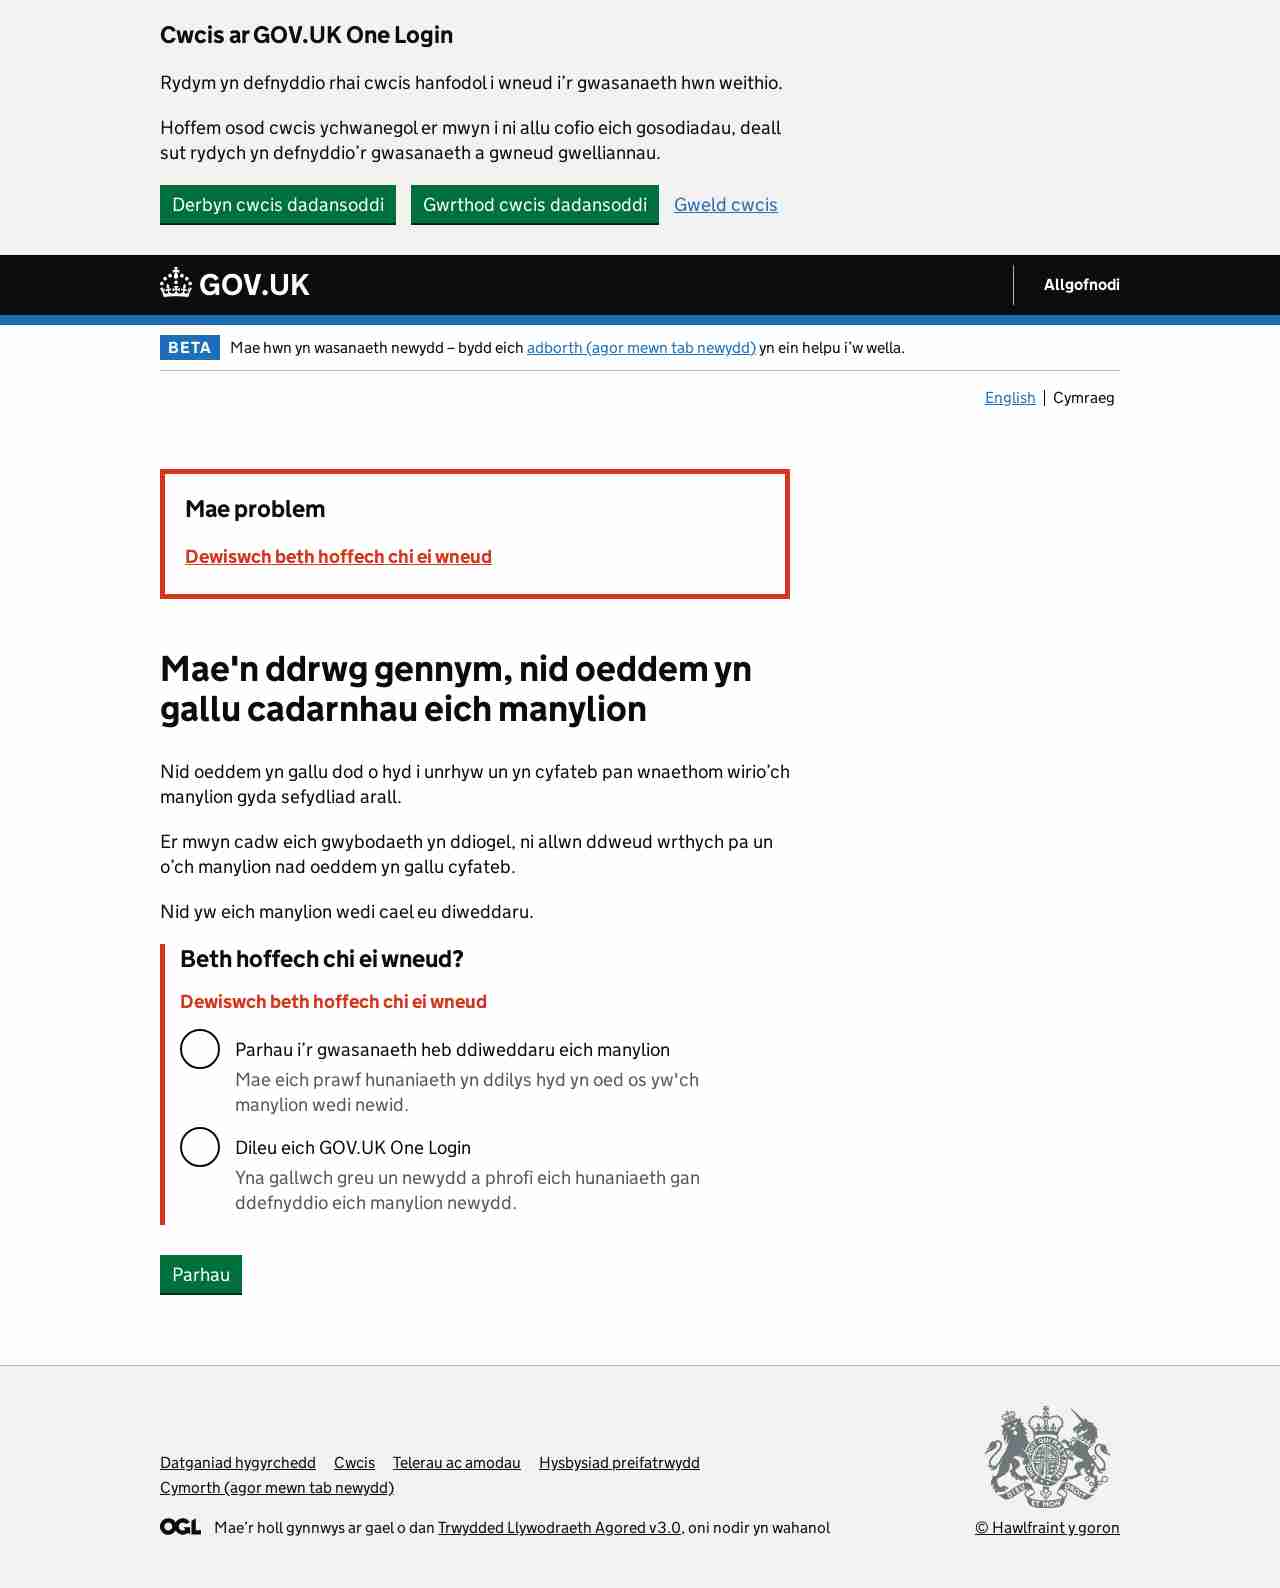 Cwcis ar GOV.UK One Login
Rydym yn defnyddio rhai cwcis hanfodol i wneud i’r gwasanaeth hwn weithio.
Hoffem osod cwcis ychwanegol er mwyn i ni allu cofio eich gosodiadau, deall
sut rydych yn defnyddio’r gwasanaeth a gwneud gwelliannau.
Derbyn cwcis dadansoddi Gwrthod cwcis dadansoddi Gweld cwcis
GOV.UK Allgofnodi
BETA Mae hwn yn wasanaeth newydd – bydd eich adborth (agor mewn tab newydd) yn ein helpu i’w wella.
English Cymraeg
Mae problem
Dewiswch beth hoffech chi ei wneud
Mae'n ddrwg gennym, nid oeddem yn
gallu cadarnhau eich manylion
Nid oeddem yn gallu dod o hyd i unrhyw un yn cyfateb pan wnaethom wirio’ch
manylion gyda sefydliad arall.
Er mwyn cadw eich gwybodaeth yn ddiogel, ni allwn ddweud wrthych pa un
o’ch manylion nad oeddem yn gallu cyfateb.
Nid yw eich manylion wedi cael eu diweddaru.
Beth hoffech chi ei wneud?
Dewiswch beth hoffech chi ei wneud
Parhau i’r gwasanaeth heb ddiweddaru eich manylion
Mae eich prawf hunaniaeth yn ddilys hyd yn oed os yw'ch
manylion wedi newid.
Dileu eich GOV.UK One Login
Yna gallwch greu un newydd a phrofi eich hunaniaeth gan
ddefnyddio eich manylion newydd.
Parhau
Datganiad hygyrchedd Cwcis Telerau ac amodau Hysbysiad preifatrwydd
Cymorth (agor mewn tab newydd)
OGL Mae’r holl gynnwys ar gael o dan Trwydded Llywodraeth Agored v3.0, oni nodir yn wahanol
© Hawlfraint y goron